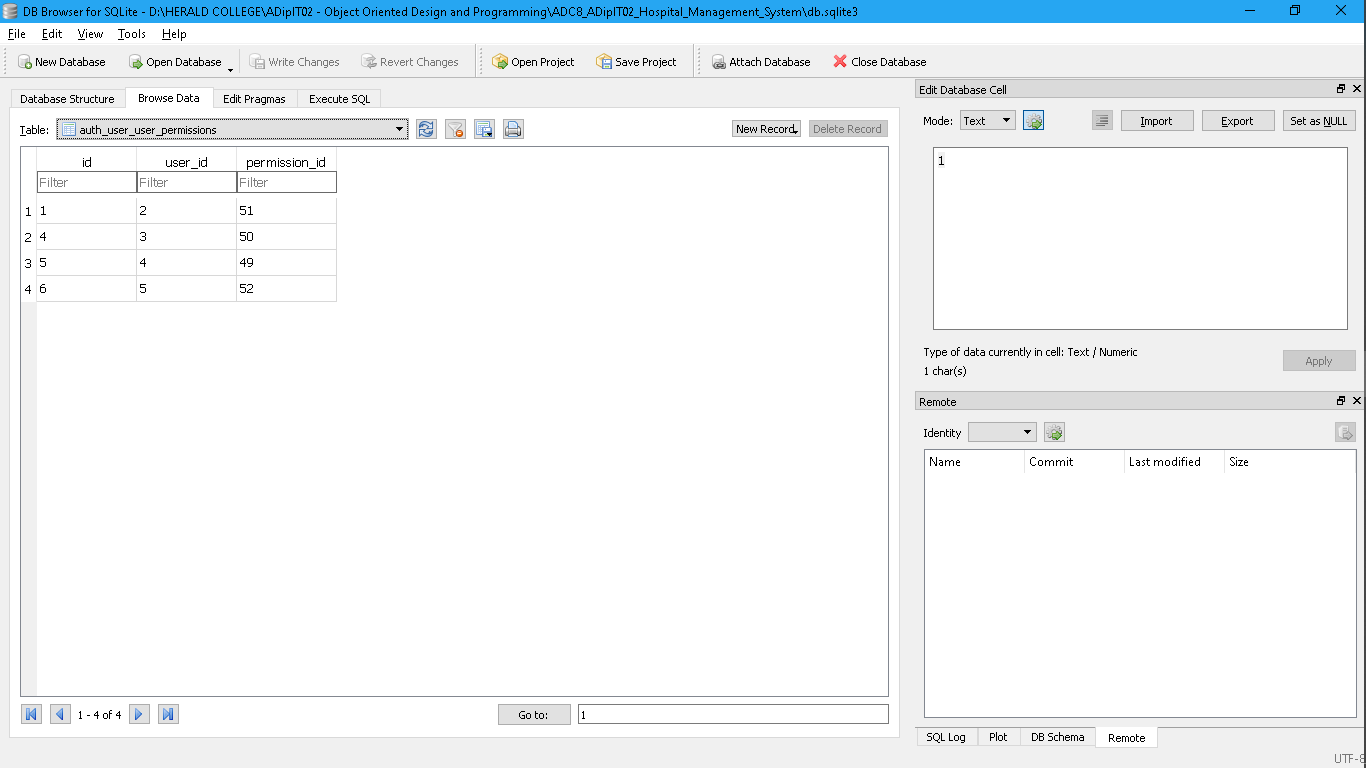 DB Browser for SQLite - D:\HERALD COLLEGE\ADipIT02 - Object Oriented Design and Programming\ADC8_ADipIT02_Hospital_Management_System\db.sqlite3
File Edit View Tools Help
New Database Open Database Write Changes Revert Changes Open Project Save Project Attach Database Close Database
Database Structure Browse Data Edit Pragmas Execute SQL
Table: auth_user_user_permissions New Record Delete Record
id user_id permission_id
Filter Filter Filter
1 1 2 51
2 4 3 50
3 5 4 49
4 6 5 52
1 - 4 of 4 Go to: 1
Edit Database Cell
Mode: Text Import Export Set as NULL
1
Type of data currently in cell: Text / Numeric
1 char(s)
Apply
Remote
Identity
Name Commit Last modified Size
SQL Log Plot DB Schema Remote
UTF-8